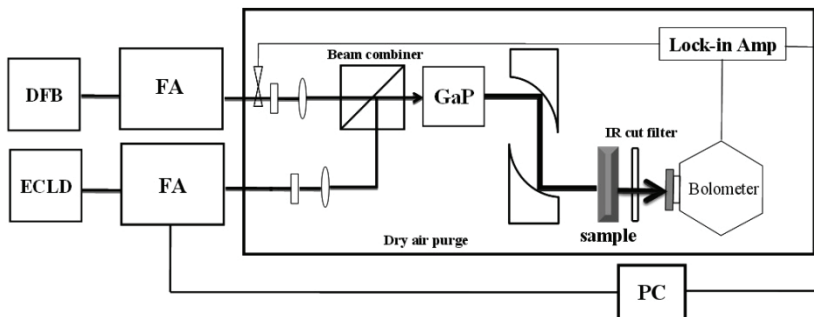 Beam combiner
Lock-in Amp
DFB
FA
GaP
IR cut filter
ECLD
FA
Bolometer
sample
Dry air purge
PC